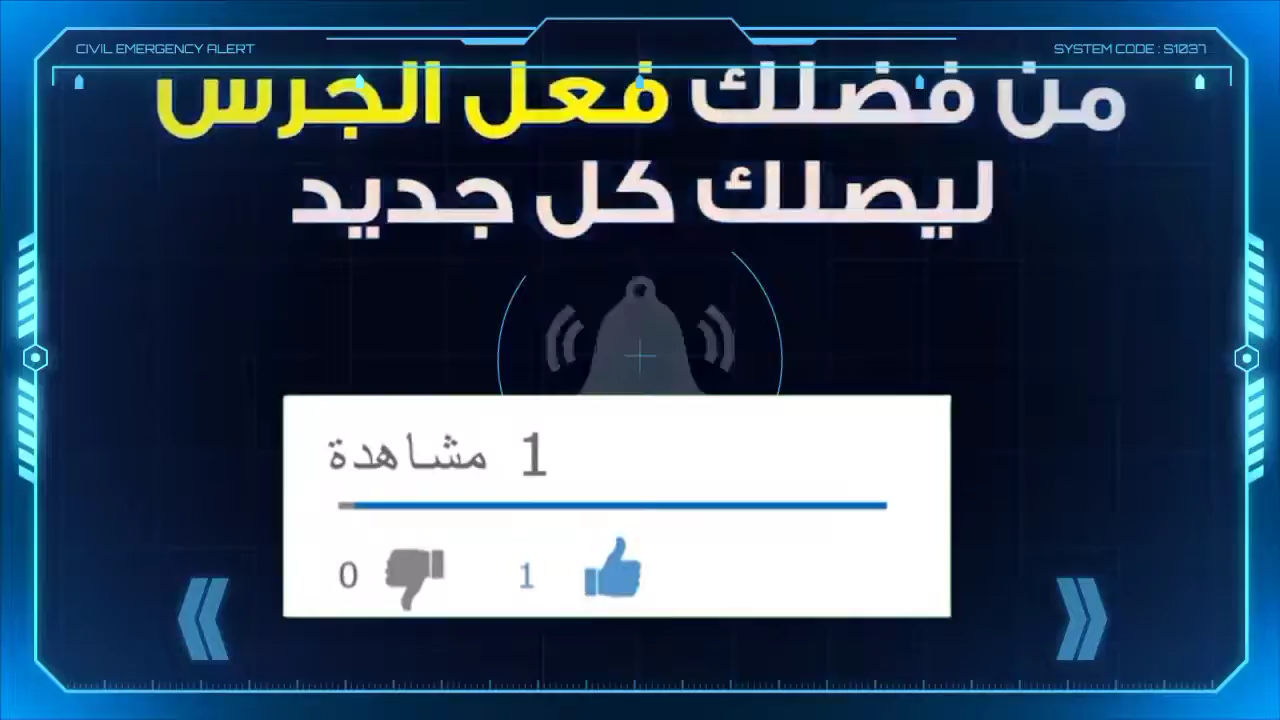 CIVIL EMERGENCY ALERT
SYSTEM CODE : S1037
من فضلك فعل الجرس
ليصلك كل جديد
1 مشاهدة
0 1